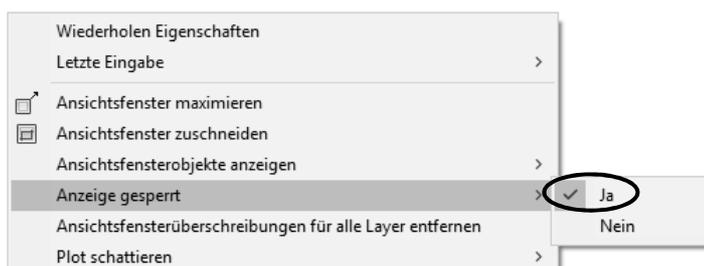 Wiederholen Eigenschaften
Letzte Eingabe
Ansichtsfenster maximieren
Ansichtsfenster zuschneiden
Ansichtsfensterobjekte anzeigen
Anzeige gesperrt
Ja
Nein
Ansichtsfensterüberschreibungen für alle Layer entfernen
Plot schattieren